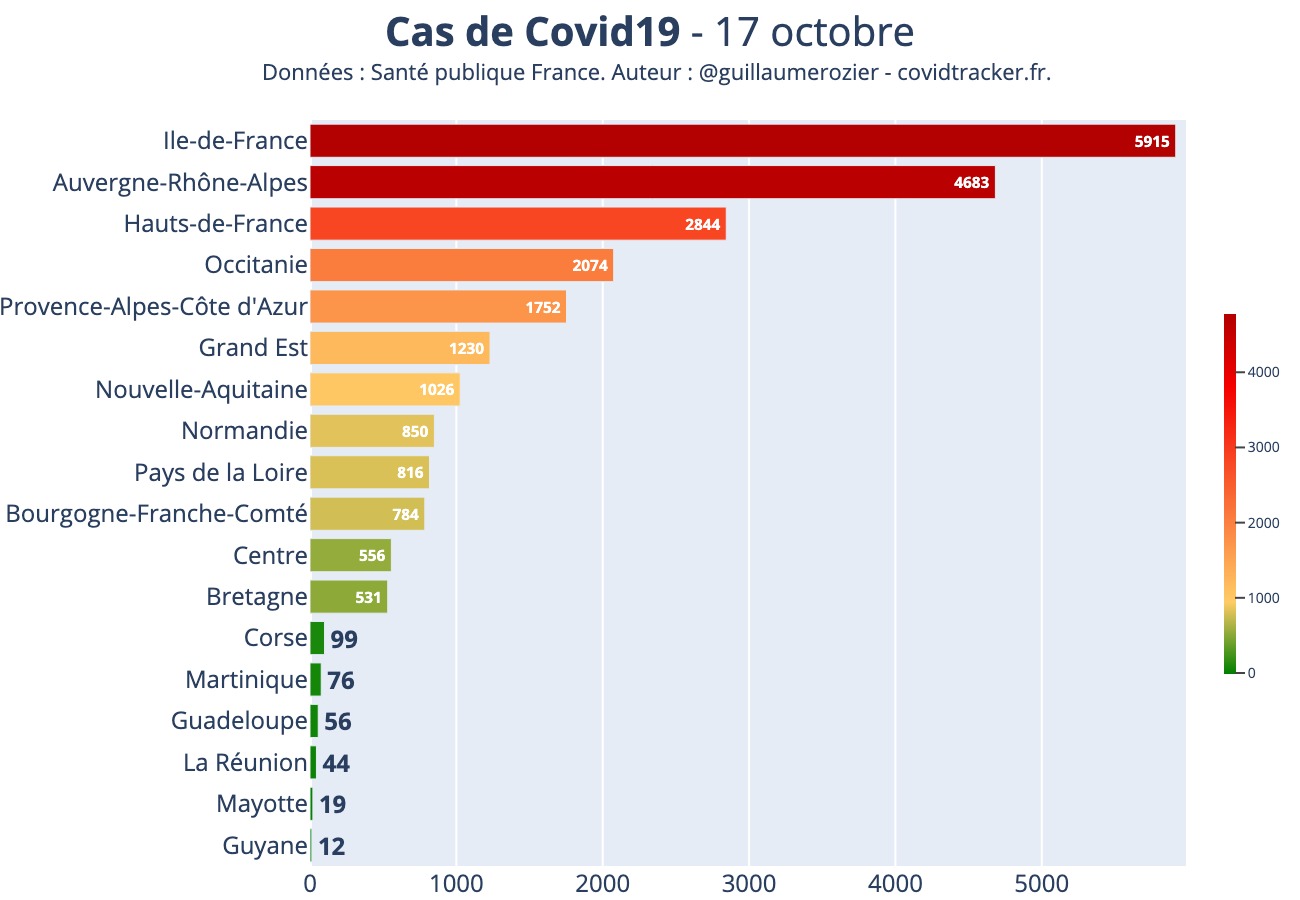 Cas de Covid19 - 17 octobre
Données : Santé publique France. Auteur : @guillaumerozier - covidtracker.fr.
Ile-de-France 5915
Auvergne-Rhône-Alpes 4683
Hauts-de-France 2844
Occitanie 2074
Provence-Alpes-Côte d'Azur 1752
Grand Est 1230
Nouvelle-Aquitaine 1026
Normandie 850
Pays de la Loire 816
Bourgogne-Franche-Comté 784
Centre 556
Bretagne 531
Corse 99
Martinique 76
Guadeloupe 56
La Réunion 44
Mayotte 19
Guyane 12
0 1000 2000 3000 4000 5000
4000
3000
2000
1000
0